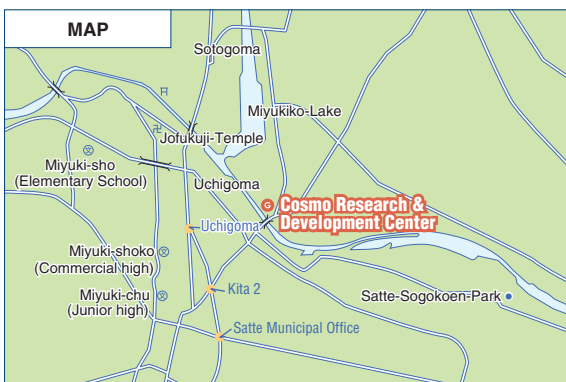 MAP
Sotogoma
Miyukiko-Lake
Jofukuji-Temple
Miyuki-sho
(Elementary School)
Uchigoma
G
Cosmo Research &
Development Center
Uchigoma
Miyuki-shoko
(Commercial high)
Miyuki-chu
(Junior high)
Kita 2
Satte-Sogokoen-Park
Satte Municipal Office